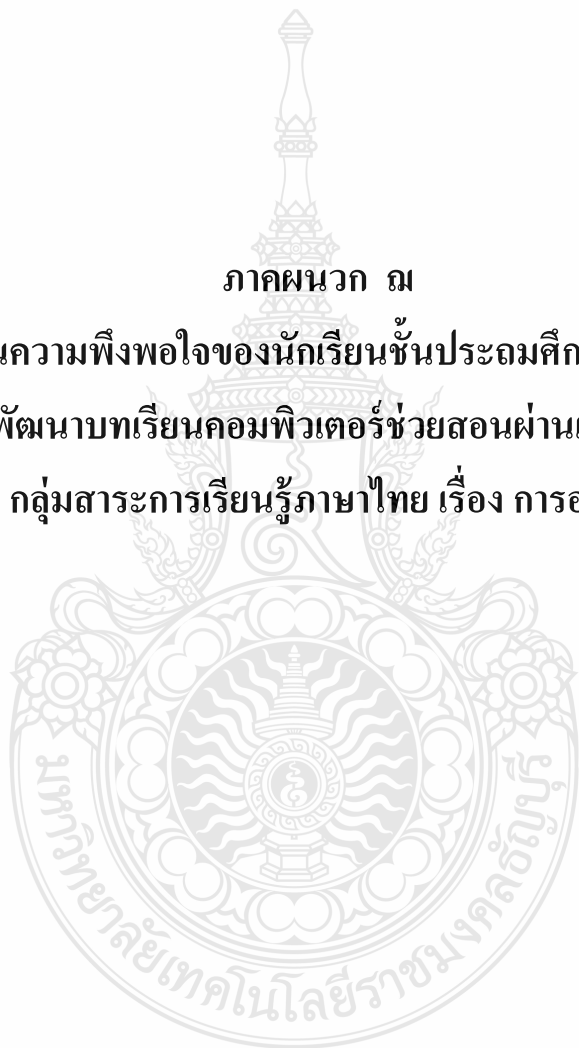 ภาคผนวก ฌ
นความพึงพอใจของนักเรียนชั้นประถมศึก
พัฒนาบทเรียนคอมพิวเตอร์ช่วยสอนผ่านเ
กลุ่มสาระการเรียนรู้ภาษาไทย เรื่อง การอ
มหาวิทยาลัยเทคโนโลยีราชมงคลธัญบุรี